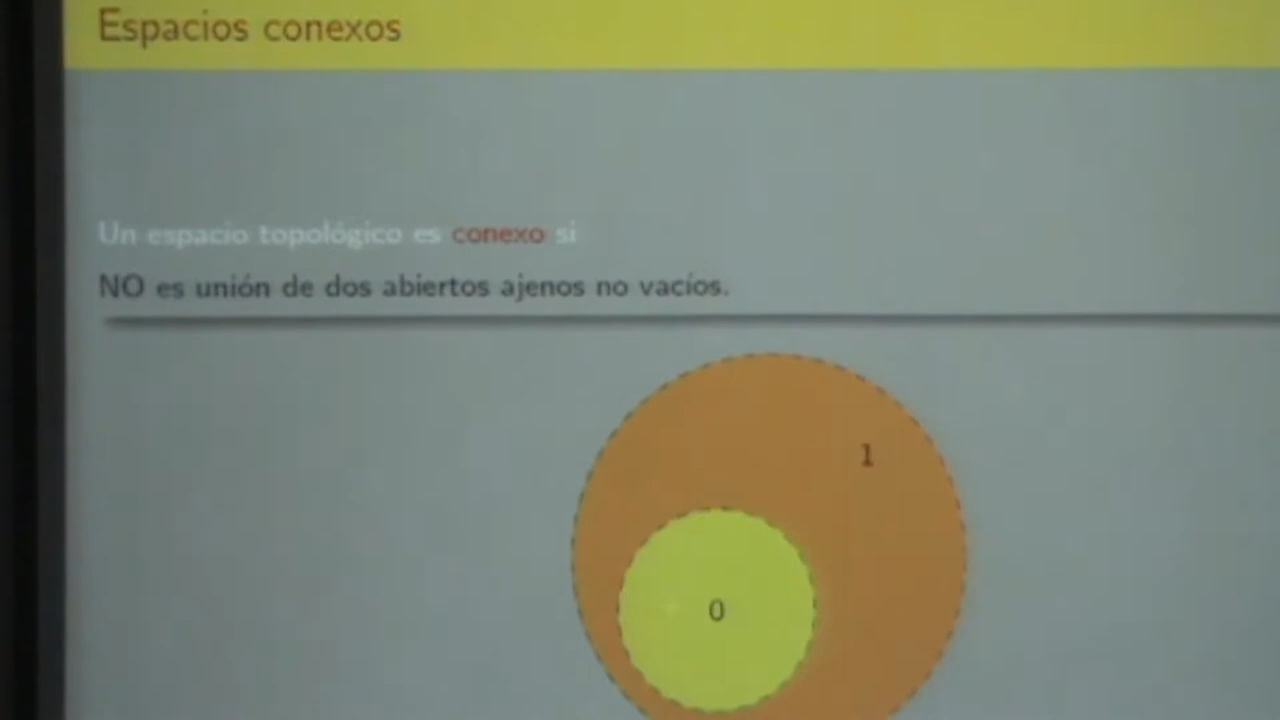 Espacios conexos
Un espacio topológico es conexo si
NO es unión de dos abiertos ajenos no vacíos.
1
0